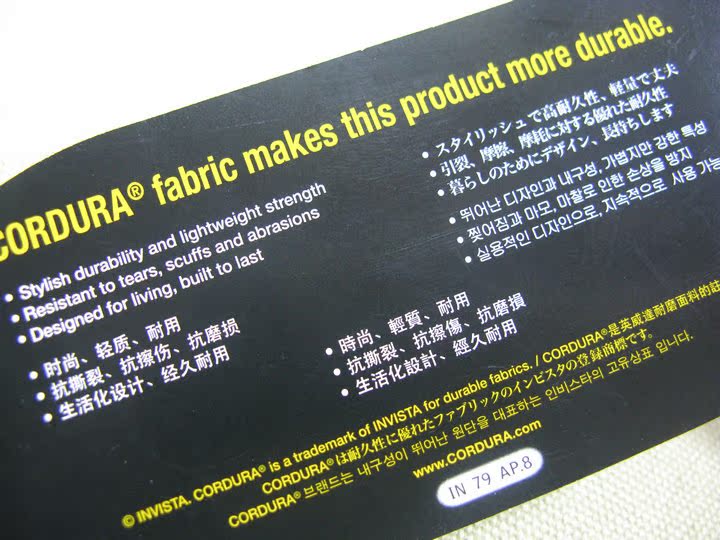 CORDURA® fabric makes this product more durable.
• Stylish durability and lightweight strength
• Resistant to tears, scuffs and abrasions
• Designed for living, built to last
• スタイリッシュで高耐久性、軽量で丈夫
• 引裂、摩擦、摩耗に対する優れた耐久性
• 暮らしのためにデザイン、長持ちします
• 뛰어난 디자인과 내구성, 가볍지만 강한 특성
• 찢어짐과 마모, 마찰로 인한 손상을 방지
• 실용적인 디자인으로, 지속적으로 사용 가능
• 时尚、轻质、耐用
• 抗撕裂、抗擦伤、抗磨损
• 生活化设计、经久耐用
• 時尚、輕質、耐用
• 抗撕裂、抗擦傷、抗磨損
• 生活化設計、經久耐用
© INVISTA. CORDURA® is a trademark of INVISTA for durable fabrics. / CORDURA®是英威達耐磨面料的註
CORDURA® は耐久性に優れたファブリックのインビスタの登録商標です。
CORDURA® 브랜드는 내구성이 뛰어난 원단을 대표하는 인비스타의 고유상표 입니다.
www.CORDURA.com
IN 79 AP.8